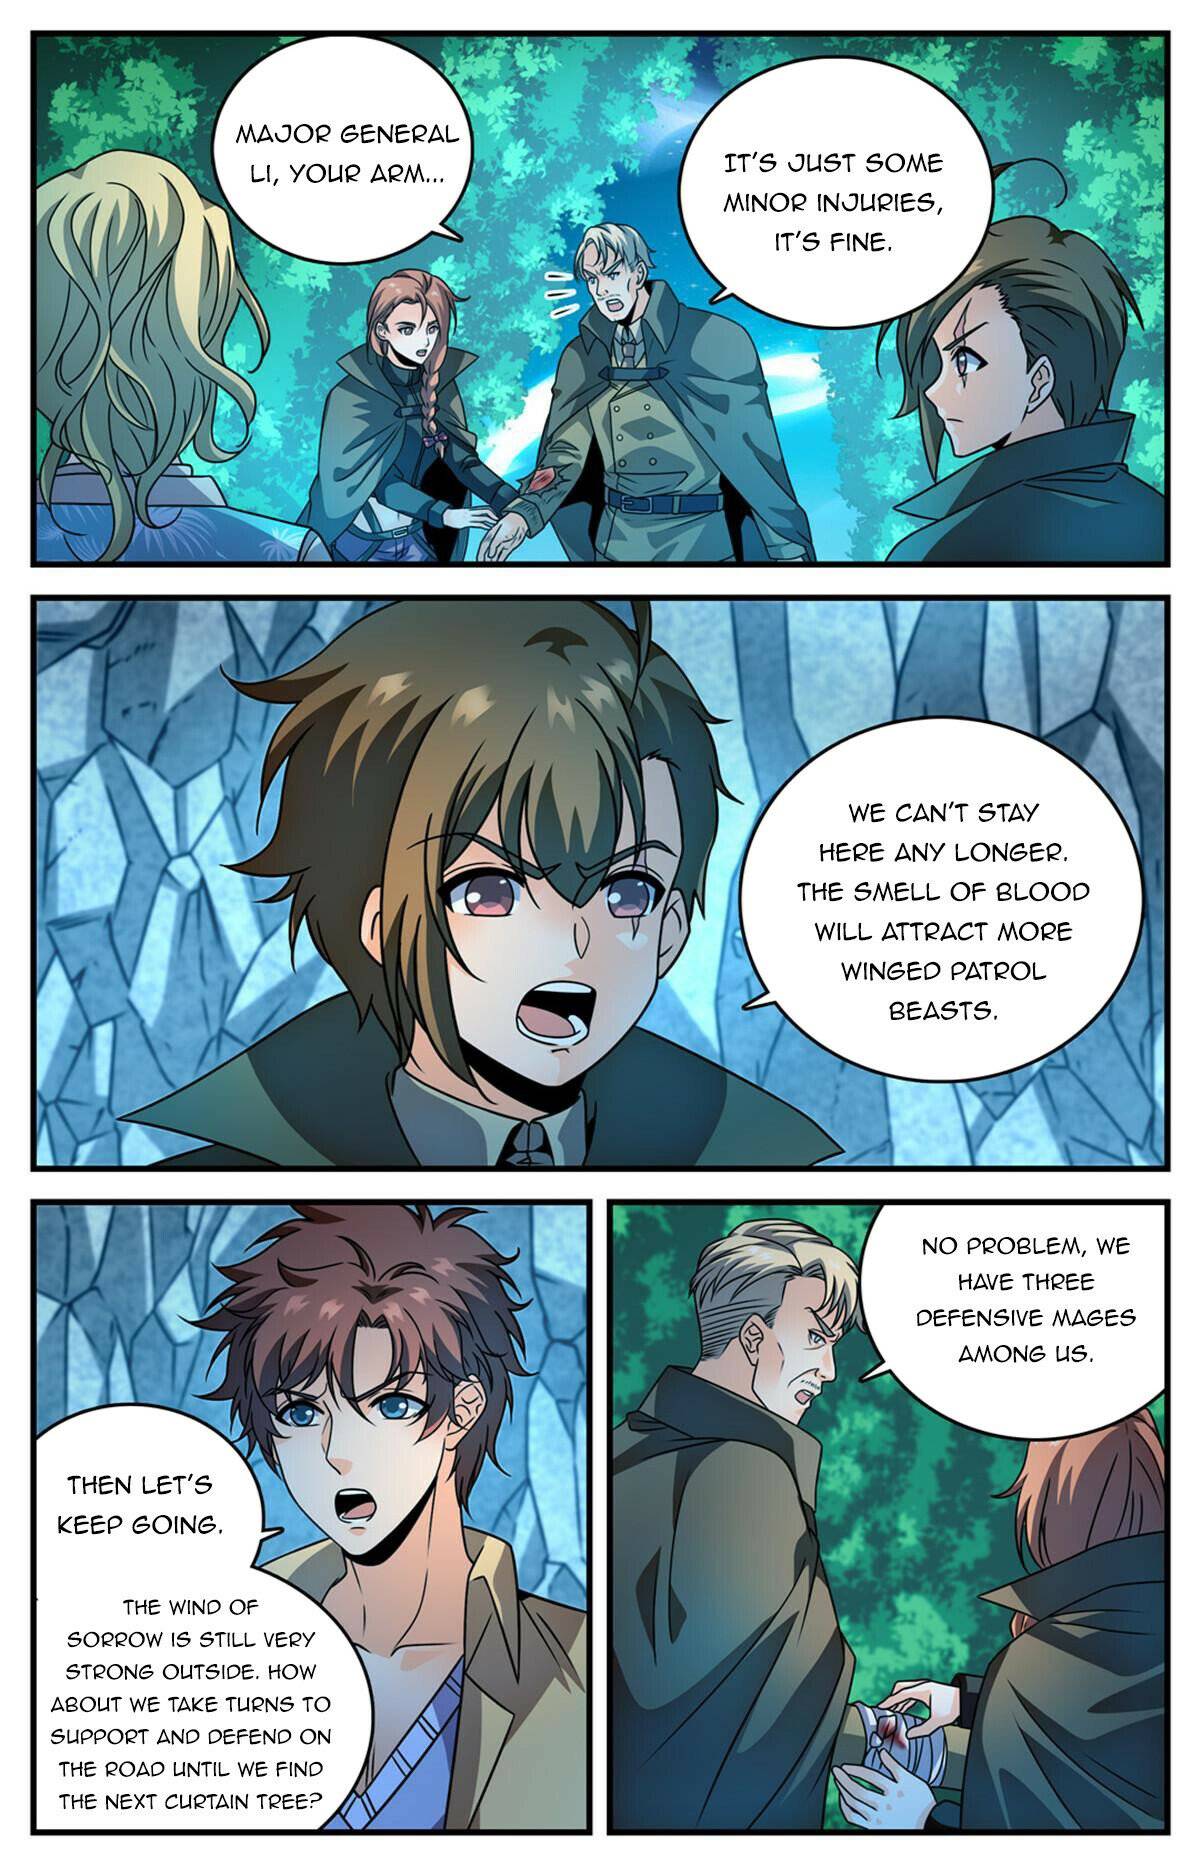 MAJOR GENERAL
LI, YOUR ARM...
IT'S JUST SOME
MINOR INJURIES,
IT'S FINE.
WE CAN'T STAY
HERE ANY LONGER.
THE SMELL OF BLOOD
WILL ATTRACT MORE
WINGED PATROL
BEASTS.
THEN LET'S
KEEP GOING.
THE WIND OF
SORROW IS STILL VERY
STRONG OUTSIDE. HOW
ABOUT WE TAKE TURNS TO
SUPPORT AND DEFEND ON
THE ROAD UNTIL WE FIND
THE NEXT CURTAIN TREE?
NO PROBLEM, WE
HAVE THREE
DEFENSIVE MAGES
AMONG US.